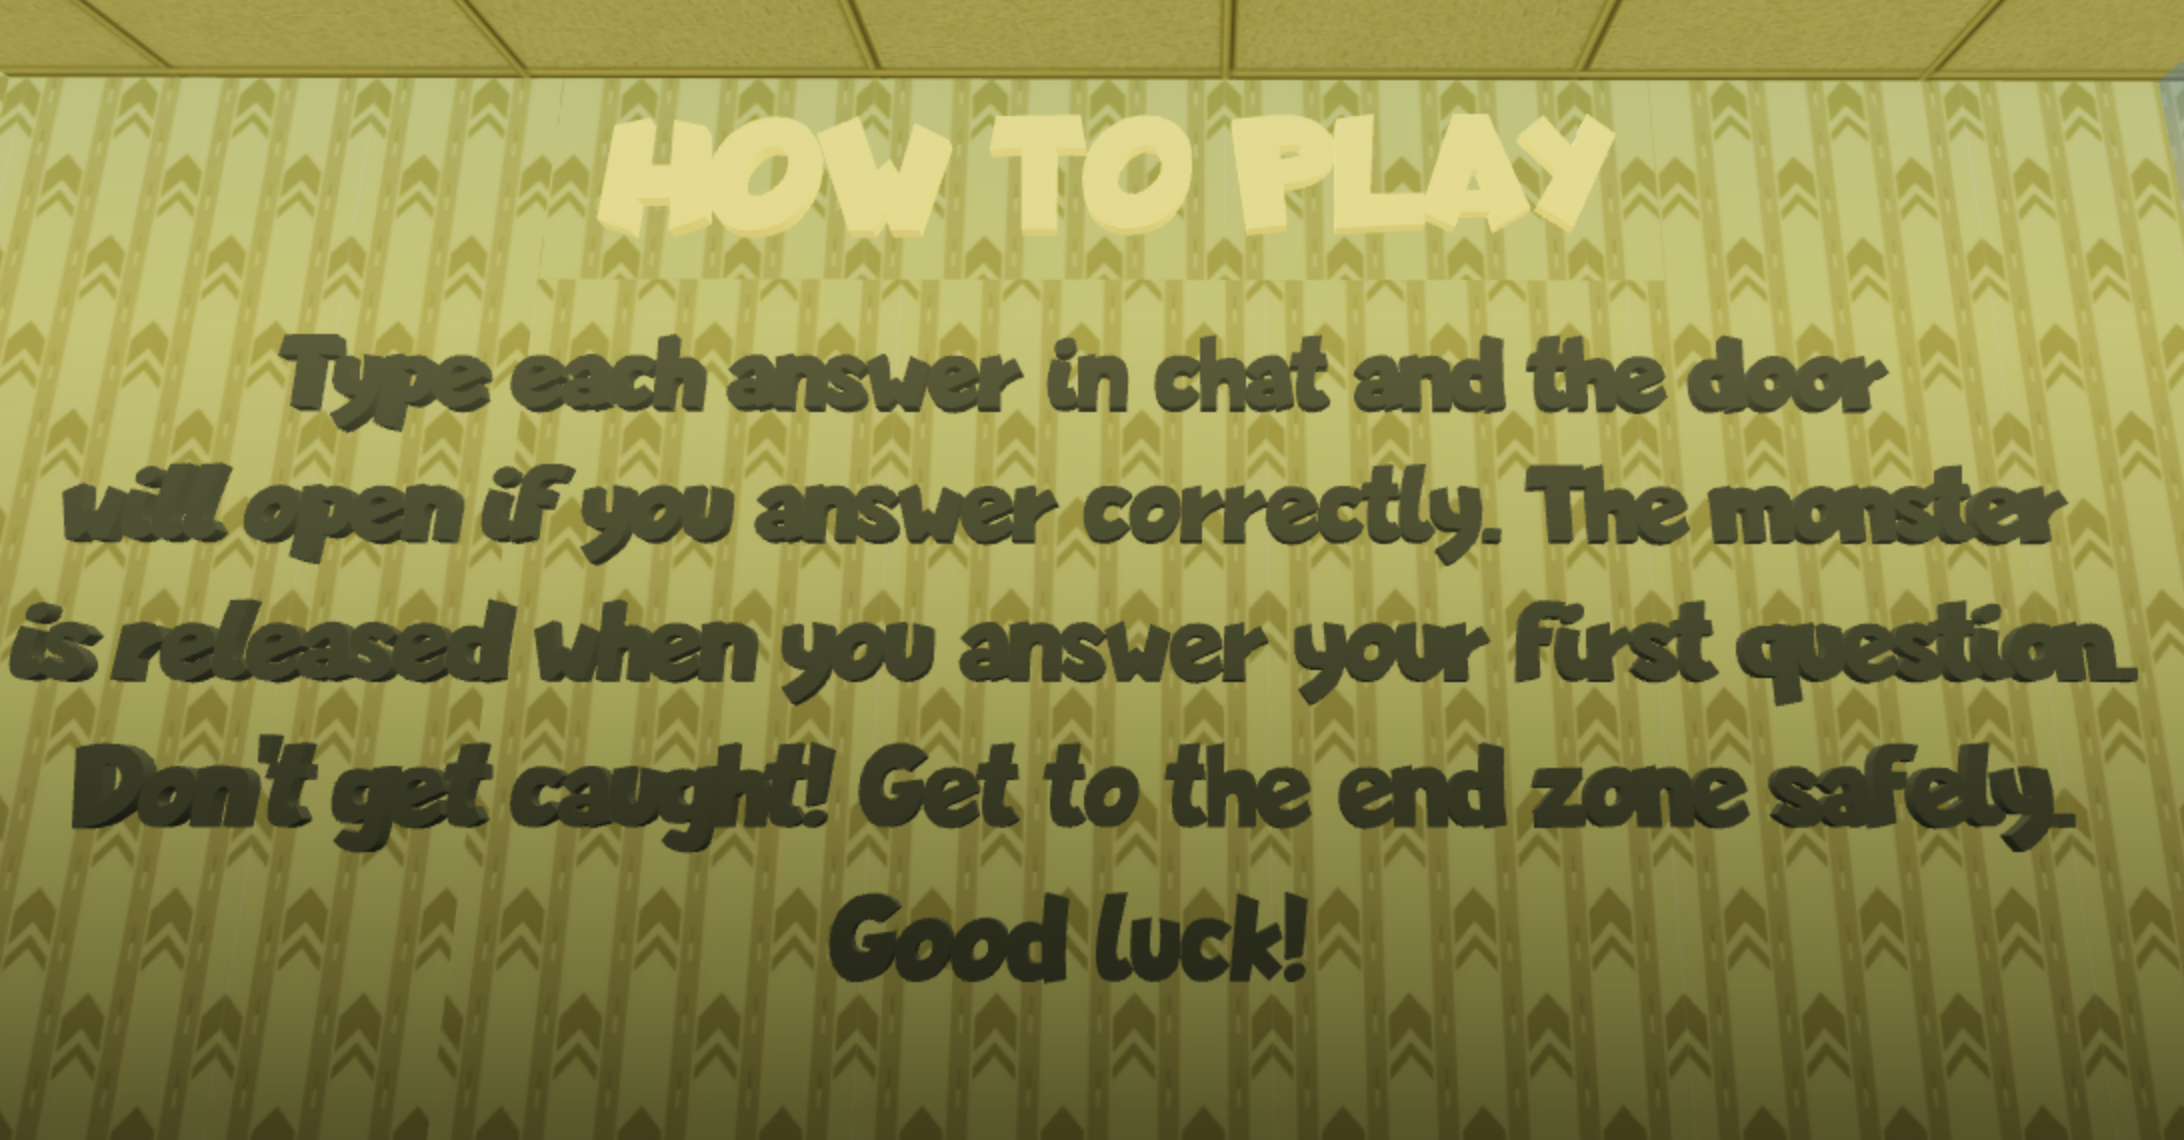 HOW TO PLAY
Type each answer in chat and the door
will open if you answer correctly. The monster
is released when you answer your first question.
Don't get caught! Get to the end zone safely.
Good luck!